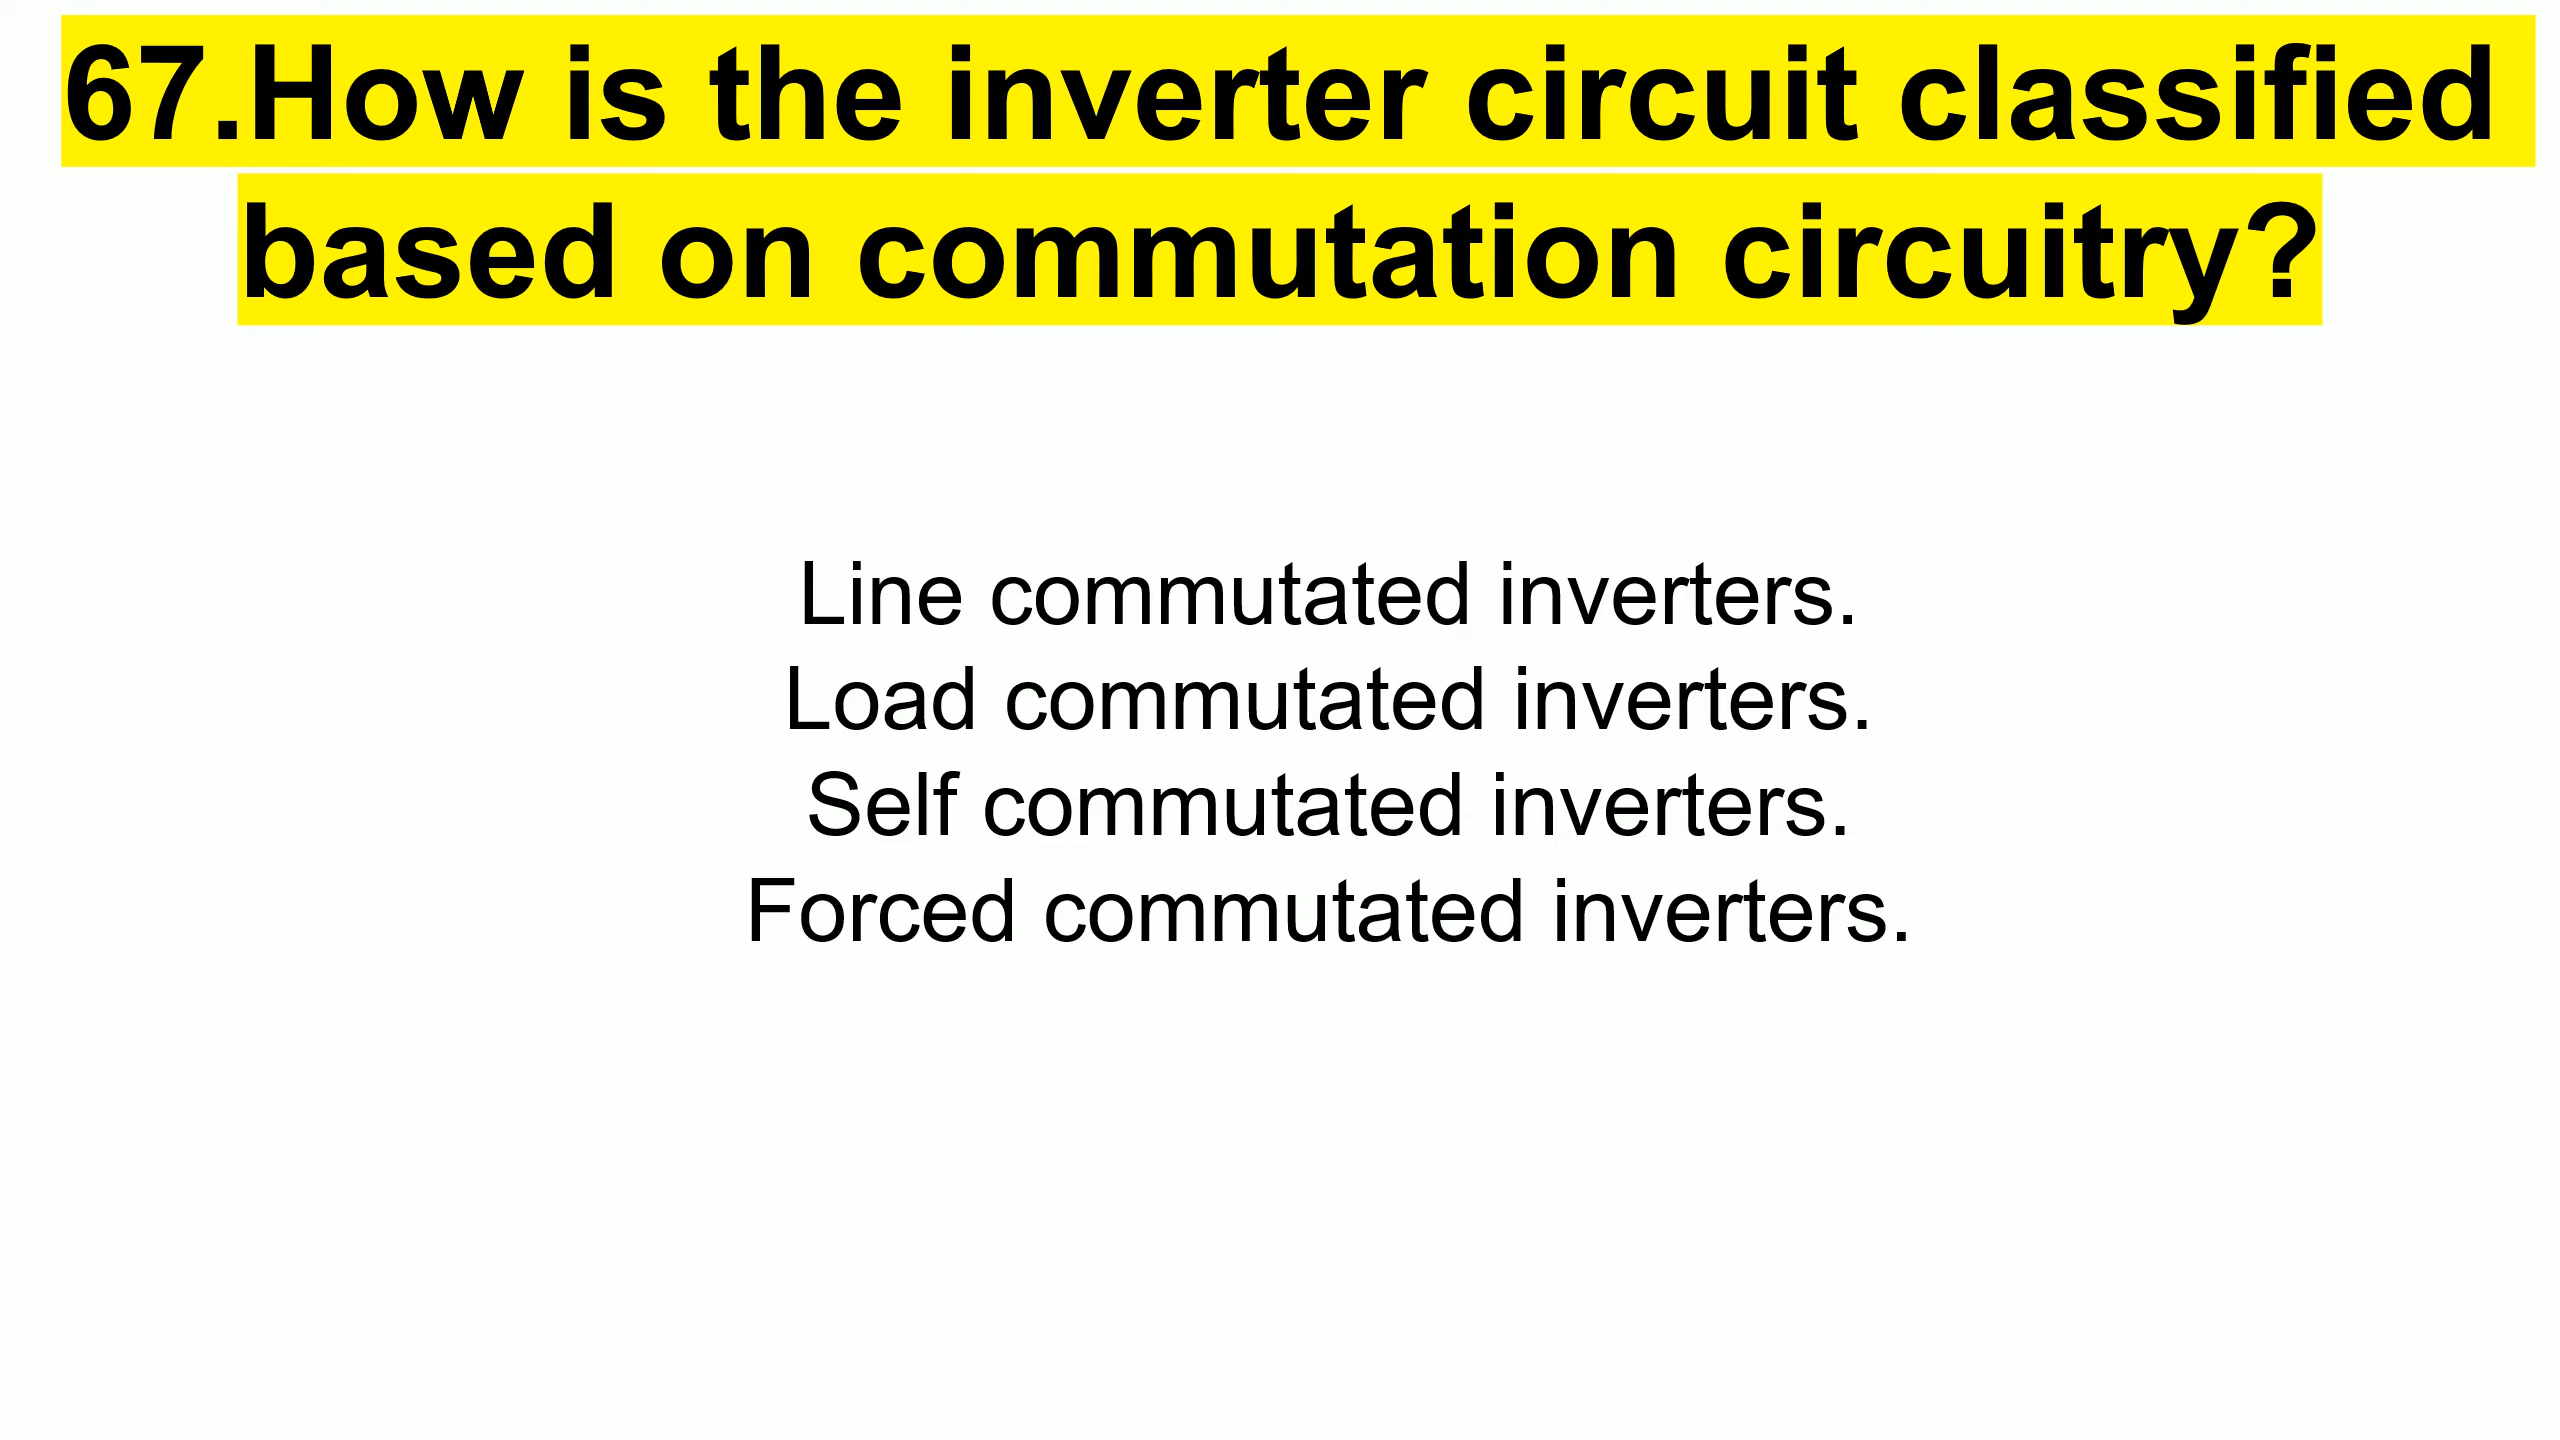 67.How is the inverter circuit classified
based on commutation circuitry?
Line commutated inverters.
Load commutated inverters.
Self commutated inverters.
Forced commutated inverters.